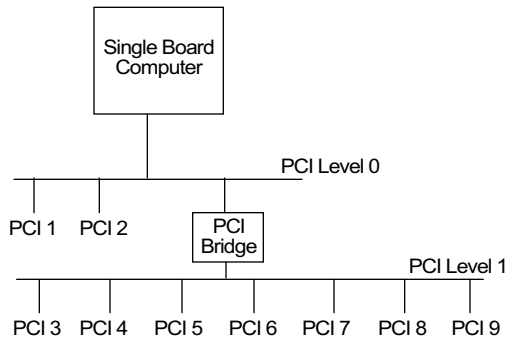 Single Board
Computer
PCI Level 0
PCI 1 PCI 2
PCI
Bridge
PCI Level 1
PCI 3 PCI 4 PCI 5 PCI 6 PCI 7 PCI 8 PCI 9